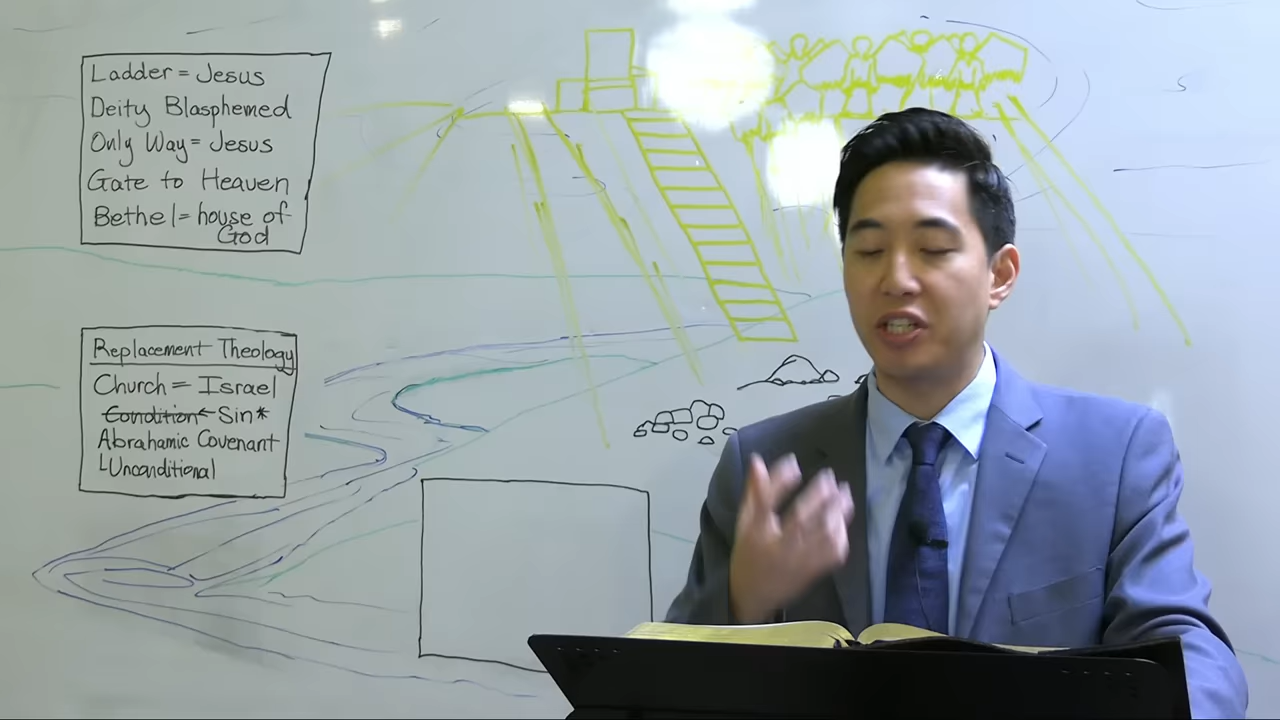 Ladder = Jesus
Deity Blasphemed
Only Way = Jesus
Gate to Heaven
Bethel = house of
God
Replacement Theology
Church = Israel
Condition ← Sin*
Abrahamic Covenant
└Unconditional